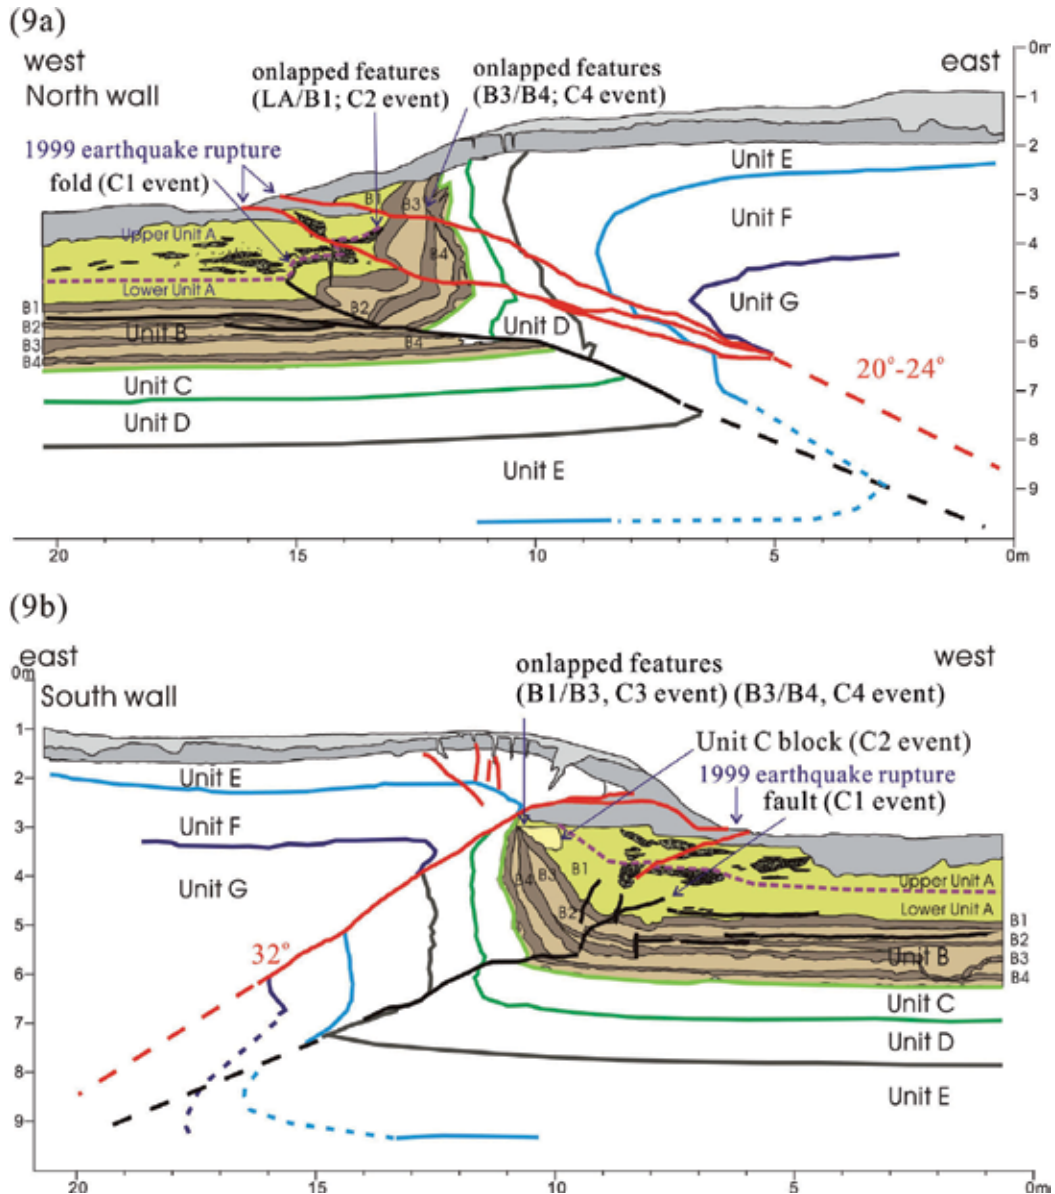 (9a)
west
North wall
onlapped features
(LA/B1; C2 event)
onlapped features
(B3/B4; C4 event)
east
0m
1
2
3
4
5
6
7
8
9
1999 earthquake rupture
fold (C1 event)
Unit E
Unit F
Unit G
B1
B3
B4
B2
Upper Unit A
Lower Unit A
B1
B2
B3
B4
Unit B
B4
Unit D
Unit C
Unit D
Unit E
20°-24°
20
15
10
5
0m
(9b)
east
0m
South wall
onlapped features
(B1/B3, C3 event) (B3/B4, C4 event)
west
Unit C block (C2 event)
1999 earthquake rupture
fault (C1 event)
1
2
3
4
5
6
7
8
9
Unit E
Unit F
Unit G
32°
B4
B3
B1
B2
Upper Unit A
Lower Unit A
B1
B2
B3
B4
Unit B
Unit C
Unit D
Unit E
20
15
10
5
0m